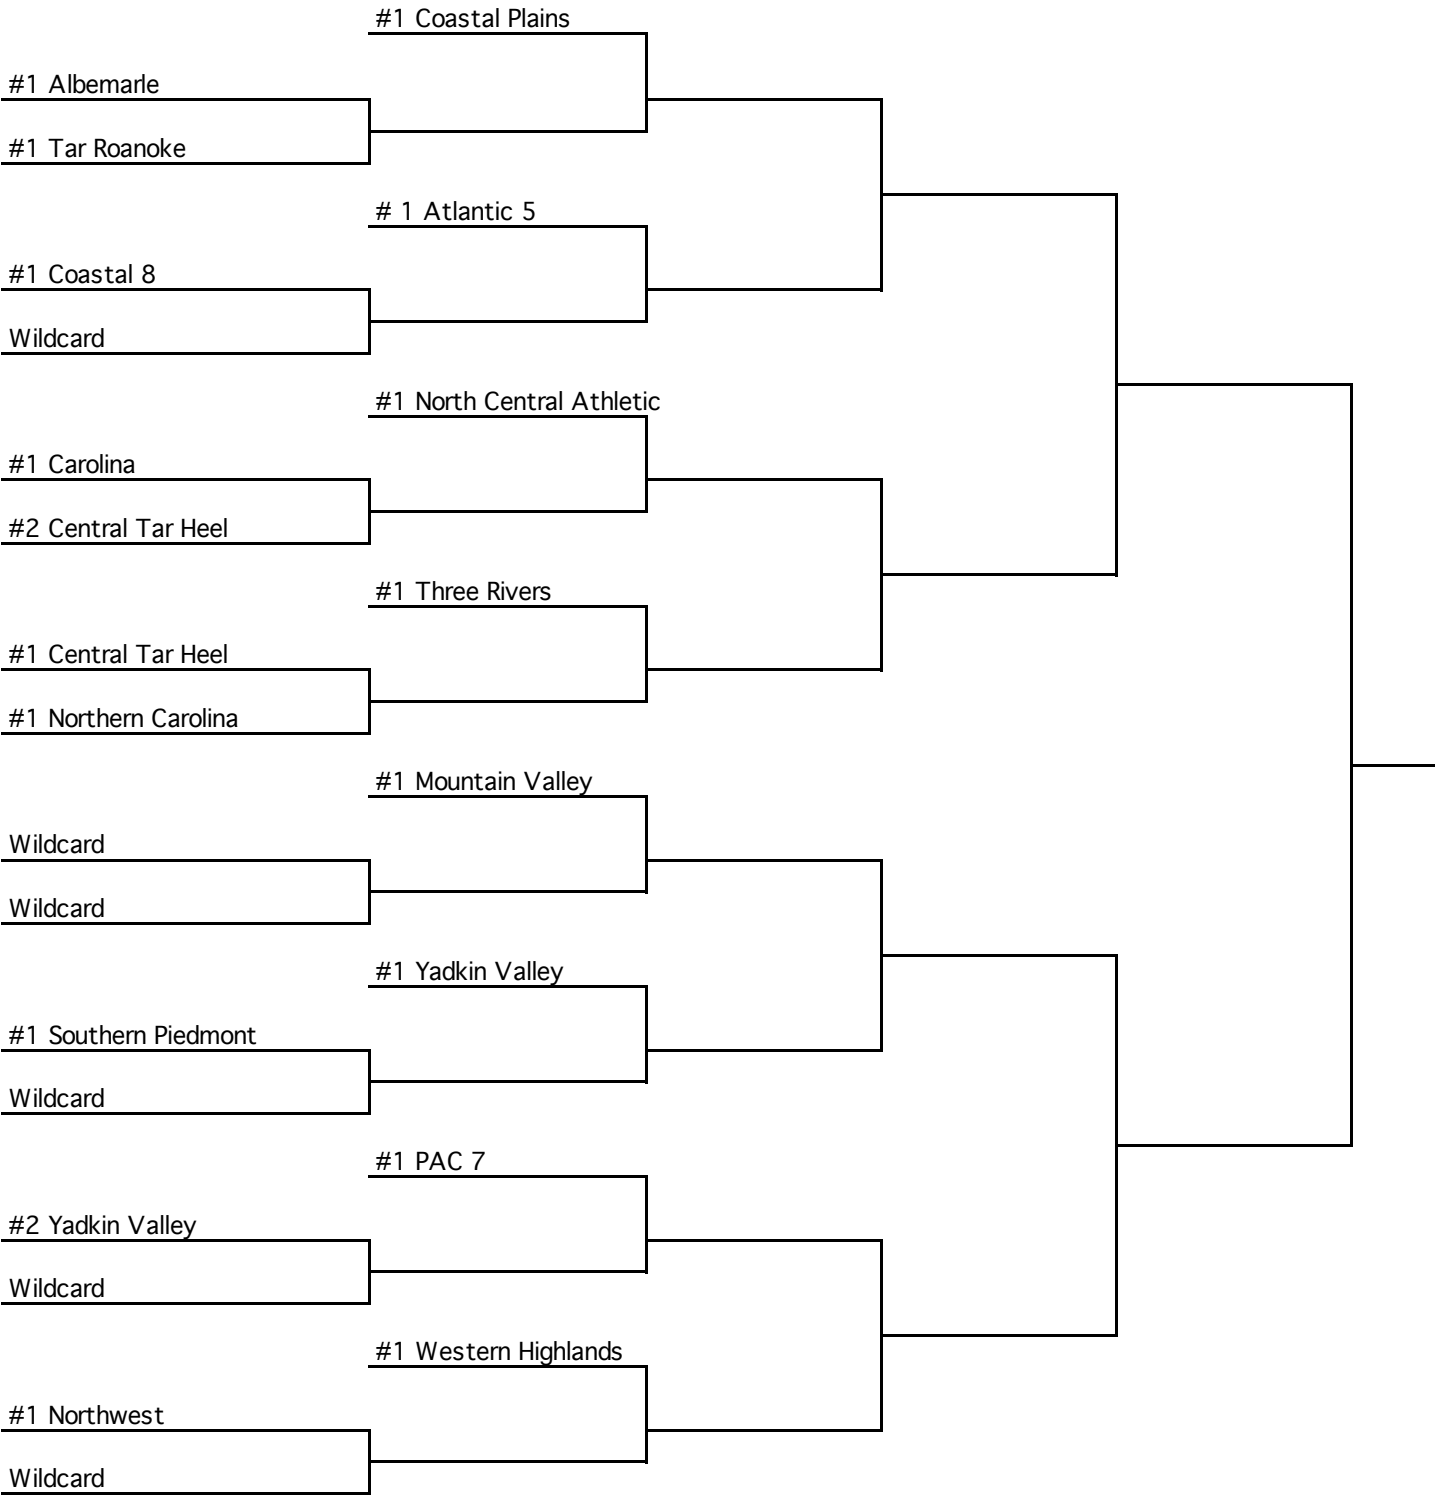 #1 Coastal Plains
#1 Albemarle
#1 Tar Roanoke
# 1 Atlantic 5
#1 Coastal 8
Wildcard
#1 North Central Athletic
#1 Carolina
#2 Central Tar Heel
#1 Three Rivers
#1 Central Tar Heel
#1 Northern Carolina
#1 Mountain Valley
Wildcard
Wildcard
#1 Yadkin Valley
#1 Southern Piedmont
Wildcard
#1 PAC 7
#2 Yadkin Valley
Wildcard
#1 Western Highlands
#1 Northwest
Wildcard